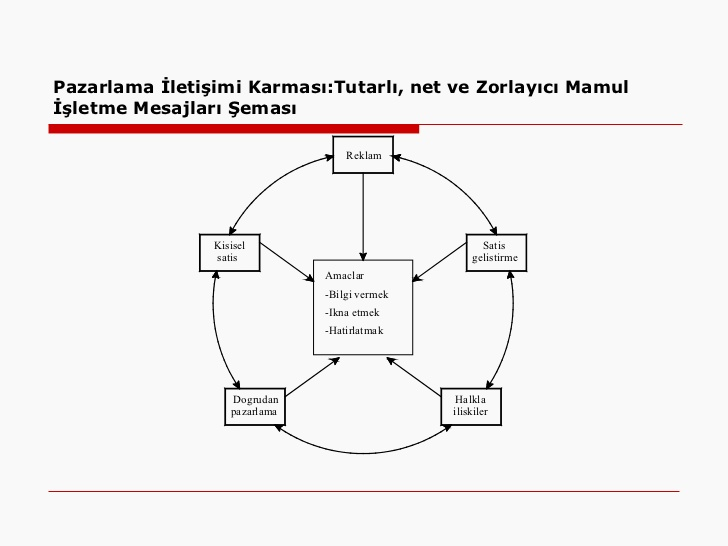 Pazarlama İletişimi Karması:Tutarlı, net ve Zorlayıcı Mamul
İşletme Mesajları Şeması
Reklam
Kisisel
satis
Satis
gelistirme
Amaclar
-Bilgi vermek
-Ikna etmek
-Hatirlatmak
Dogrudan
pazarlama
Halkla
iliskiler